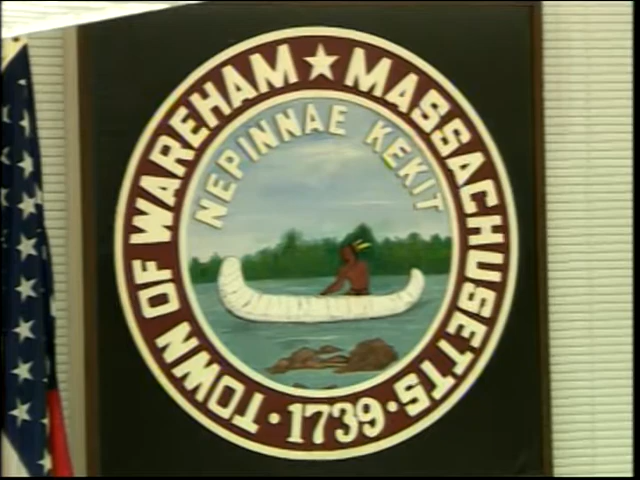 TOWN OF WAREHAM ★ MASSACHUSETTS
NEPINNAE KEKIT
· 1739 ·